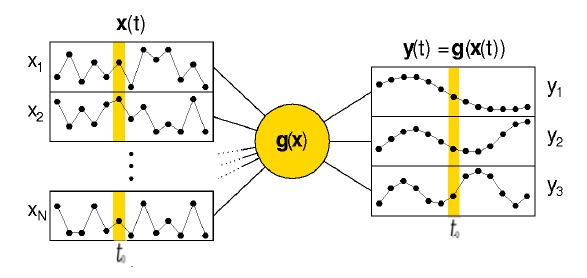 x(t)
y(t) = g(x(t))
x1
x2
xN
g(x)
y1
y2
y3
t₀
t₀